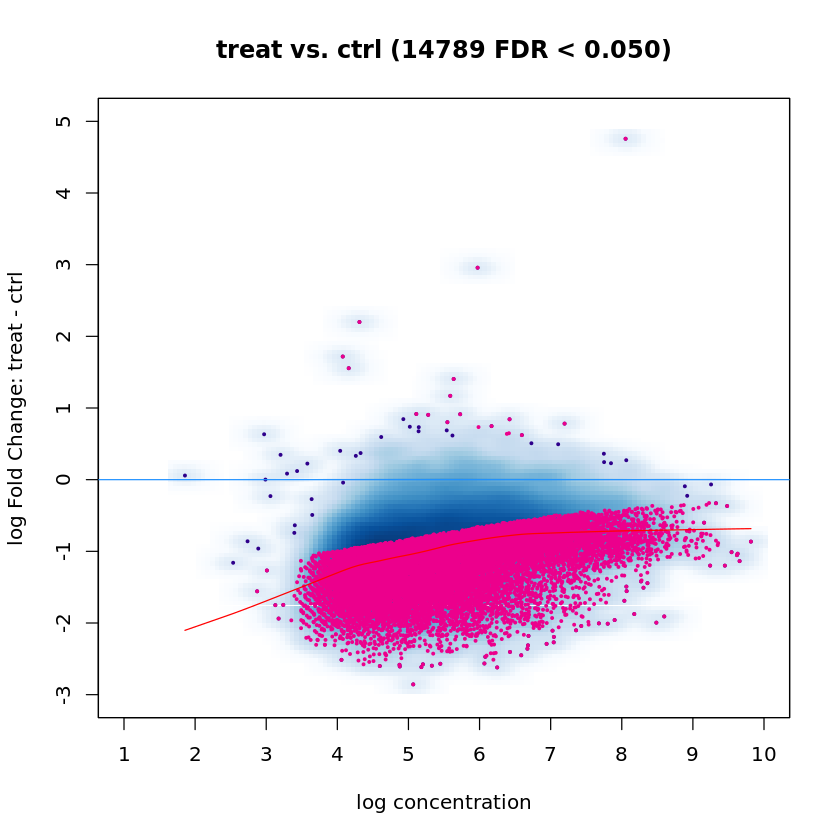 treat vs. ctrl (14789 FDR < 0.050)
log Fold Change: treat - ctrl
5
4
3
2
1
0
-1
-2
-3
1 2 3 4 5 6 7 8 9 10
log concentration